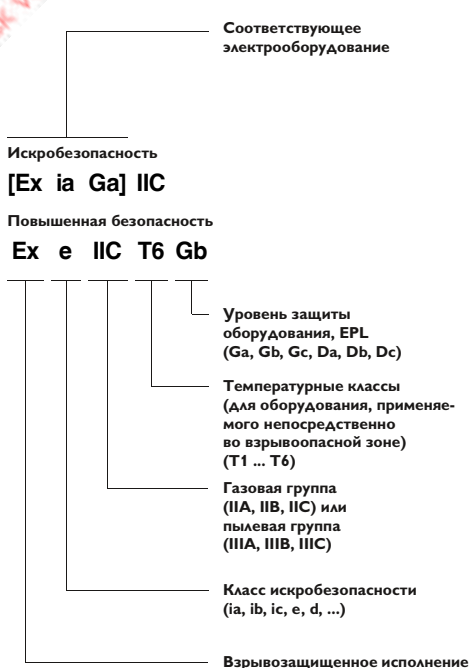 Соответствующее
электрооборудование
Искробезопасность
[Ex ia Ga] IIC
Повышенная безопасность
Ex e IIC T6 Gb
Уровень защиты
оборудования, EPL
(Ga, Gb, Gc, Da, Db, Dc)
Температурные классы
(для оборудования, применяе-
мого непосредственно
во взрывоопасной зоне)
(T1 ... T6)
Газовая группа
(IIA, IIB, IIC) или
пылевая группа
(IIIA, IIIB, IIIC)
Класс искробезопасности
(ia, ib, ic, e, d, ...)
Взрывозащищенное исполнение